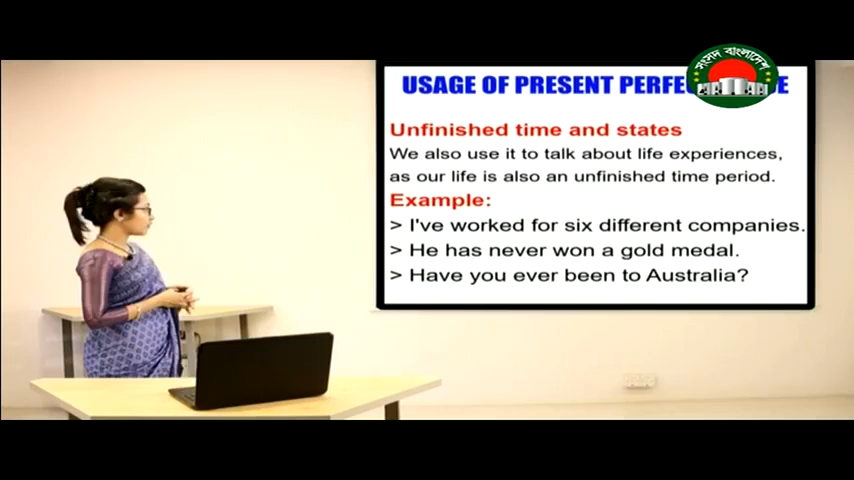 সংসদ বাংলাদেশ
USAGE OF PRESENT
Unfinished time and states
We also use it to talk about life experiences,
as our life is also an unfinished time period.
Example:
> I've worked for six different companies.
> He has never won a gold medal.
> Have you ever been to Australia?